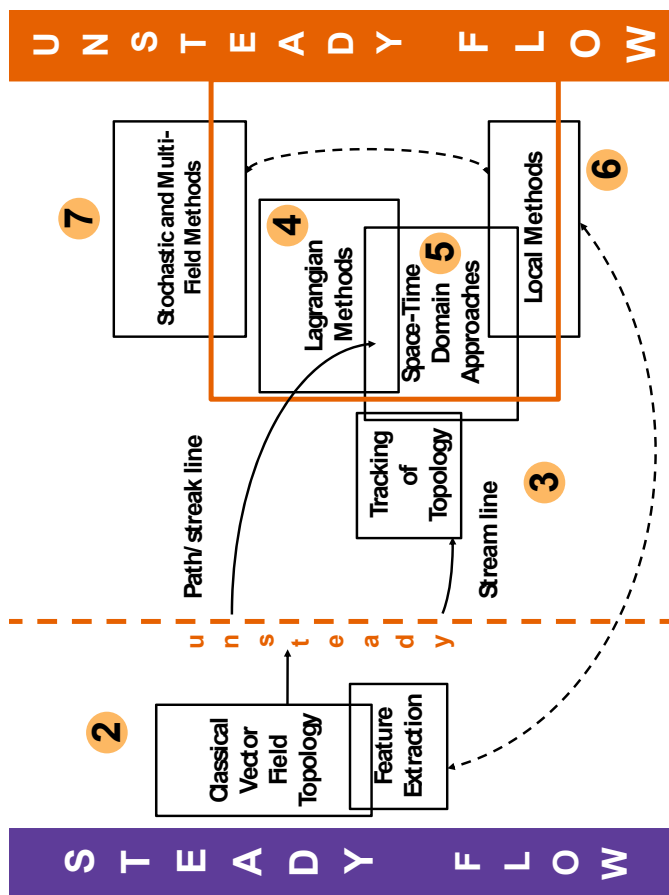 STEADY FLOW
2
Classical
Vector
Field
Topology
Feature
Extraction
unsteady
Path/streak line
Stream line
Tracking
of
Topology
3
4
Lagrangian
Methods
5
Space-Time
Domain
Approaches
6
Local Methods
7
Stochastic and Multi-
Field Methods
UNSTEADY FLOW